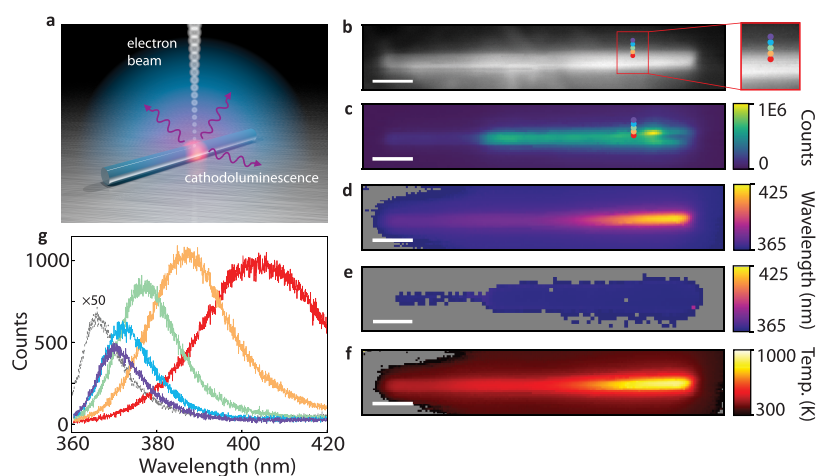 a
electron
beam
cathodoluminescence
b
c
1E6
0
Counts
d
425
365
Wavelength (nm)
e
425
365
f
1000
300
Temp. (K)
g
×50
1000
500
0
Counts
360
380
400
420
Wavelength (nm)